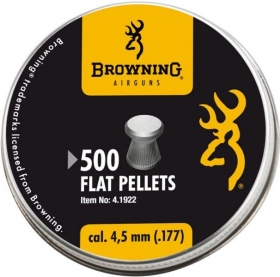 BROWNING
AIRGUNS
500
FLAT PELLETS
Item No: 4.1922
cal. 4,5 mm (.177)
Browning® trademarks licensed from Browning.